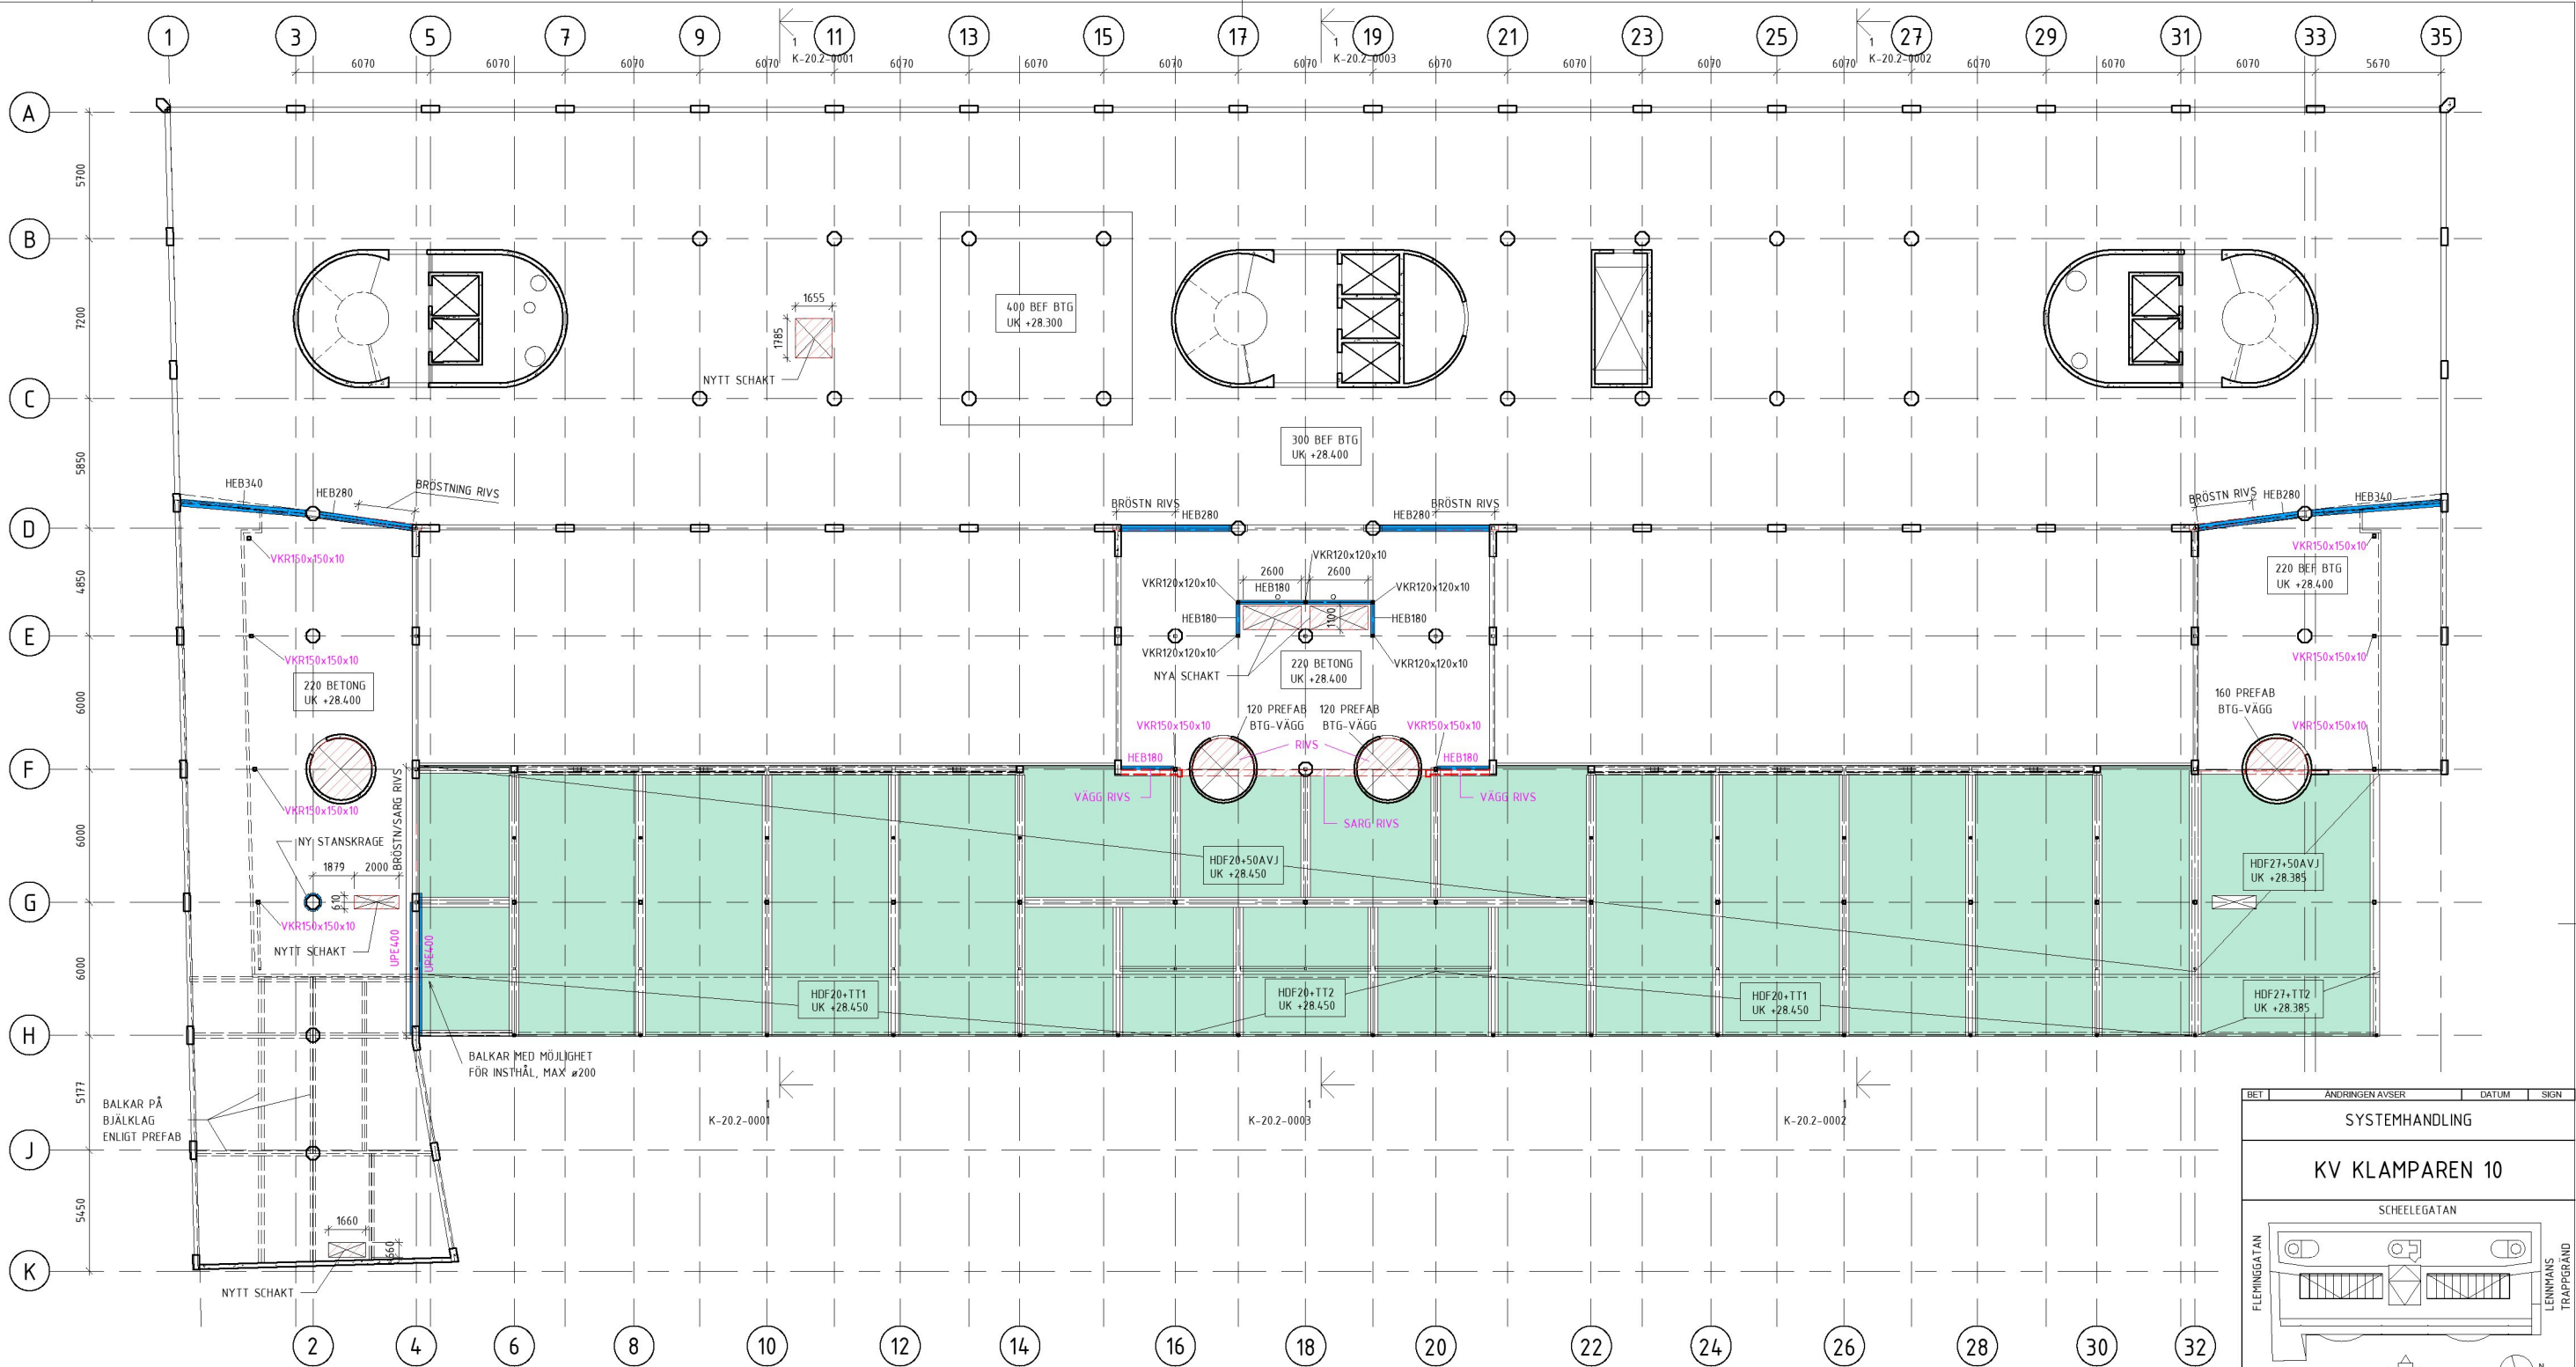 1 3 5 7 9 11 13 15 17 19 21 23 25 27 29 31 33 35
1
K-20.2-0001
1
K-20.2-0003
1
K-20.2-0002
6070 6070 6070 6070 6070 6070 6070 6070 6070 6070 6070 6070 6070 6070 6070 5670
A
5700
B
7200
1655
1785
NYTT SCHAKT
400 BEF BTG
UK +28.300
C
5850
300 BEF BTG
UK +28.400
HEB340
HEB280
BRÖSTNING RIVS
BRÖSTN RIVS
HEB280
BRÖSTN RIVS
HEB280
BRÖSTN RIVS
HEB280
HEB340
D
4850
VKR150x150x10
VKR120x120x10
VKR120x120x10
2600
2600
HEB180
VKR120x120x10
HEB180
1100
HEB180
VKR150x150x10
220 BEF BTG
UK +28.400
E
6000
VKR150x150x10
VKR120x120x10
VKR120x120x10
NYA SCHAKT
220 BETONG
UK +28.400
VKR150x150x10
220 BETONG
UK +28.400
120 PREFAB
BTG-VÄGG
120 PREFAB
BTG-VÄGG
160 PREFAB
BTG-VÄGG
VKR150x150x10
RIVS
VKR150x150x10
VKR150x150x10
HEB180
HEB180
F
6000
VÄGG RIVS
VÄGG RIVS
SARG RIVS
VKR150x150x10
BRÖSTN/SARG RIVS
NY STANSKRAGE
1879
2000
610
HDF20+50AVJ
UK +28.450
HDF27+50AVJ
UK +28.385
G
6000
VKR150x150x10
NYTT SCHAKT
UPE400
UPE400
HDF20+TT1
UK +28.450
HDF20+TT2
UK +28.450
HDF20+TT1
UK +28.450
HDF27+TT2
UK +28.385
H
5177
BALKAR MED MÖJLIGHET
FÖR INSTHÅL, MAX ø200
BALKAR PÅ
BJÄLKLAG
ENLIGT PREFAB
1
K-20.2-0001
1
K-20.2-0003
1
K-20.2-0002
J
5450
1660
660
K
NYTT SCHAKT
2 4 6 8 10 12 14 16 18 20 22 24 26 28 30 32
BET ÄNDRINGEN AVSER DATUM SIGN
SYSTEMHANDLING
KV KLAMPAREN 10
SCHEELEGATAN
FLEMINGGATAN
LENNMANS
TRAPPGRÄND
N